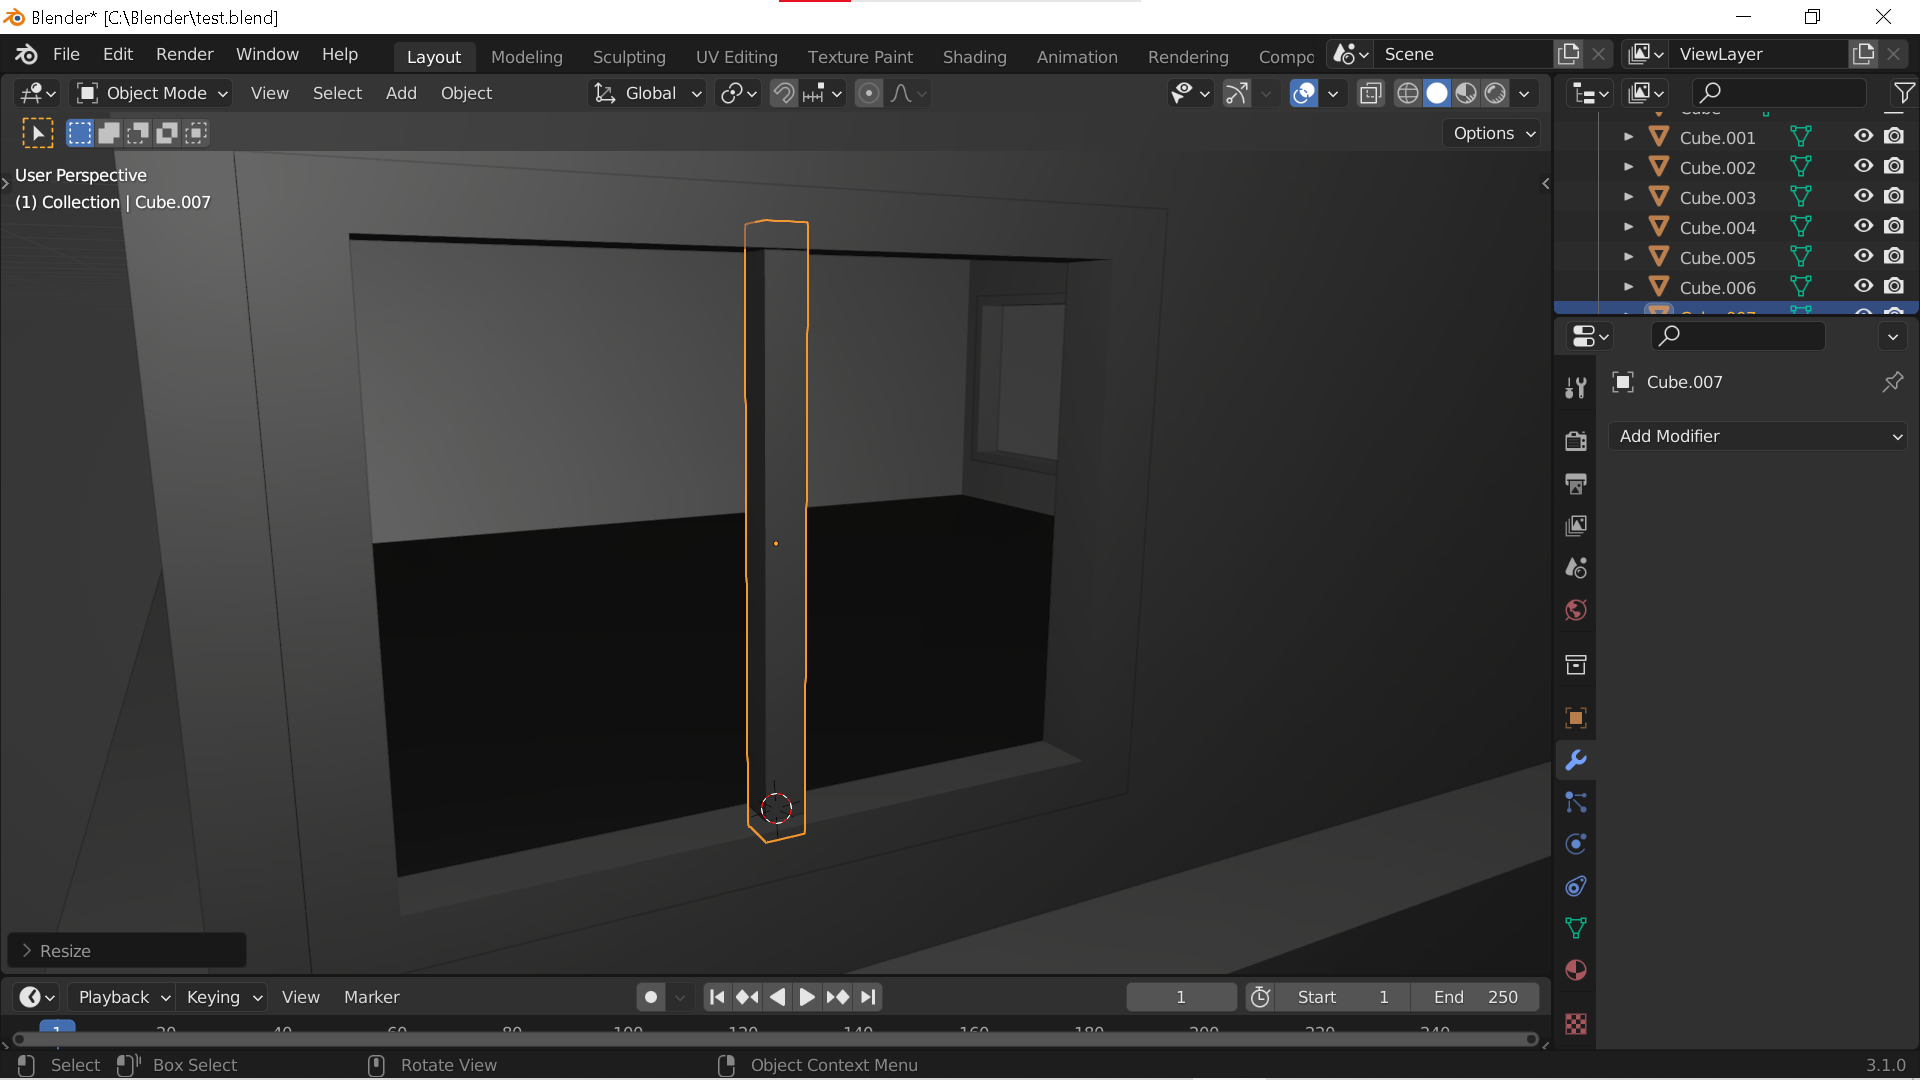 Blender* [C:\Blender\test.blend]
File Edit Render Window Help Layout Modeling Sculpting UV Editing Texture Paint Shading Animation Rendering Compo Scene ViewLayer
Object Mode View Select Add Object Global
Options
User Perspective
(1) Collection | Cube.007
Cube
Cube.001
Cube.002
Cube.003
Cube.004
Cube.005
Cube.006
Cube.007
Cube.007
Add Modifier
Resize
Playback Keying View Marker 1 Start 1 End 250
1 20 40 60 80 100 120 140 160 180 200 220 240
Select Box Select Rotate View Object Context Menu 3.1.0